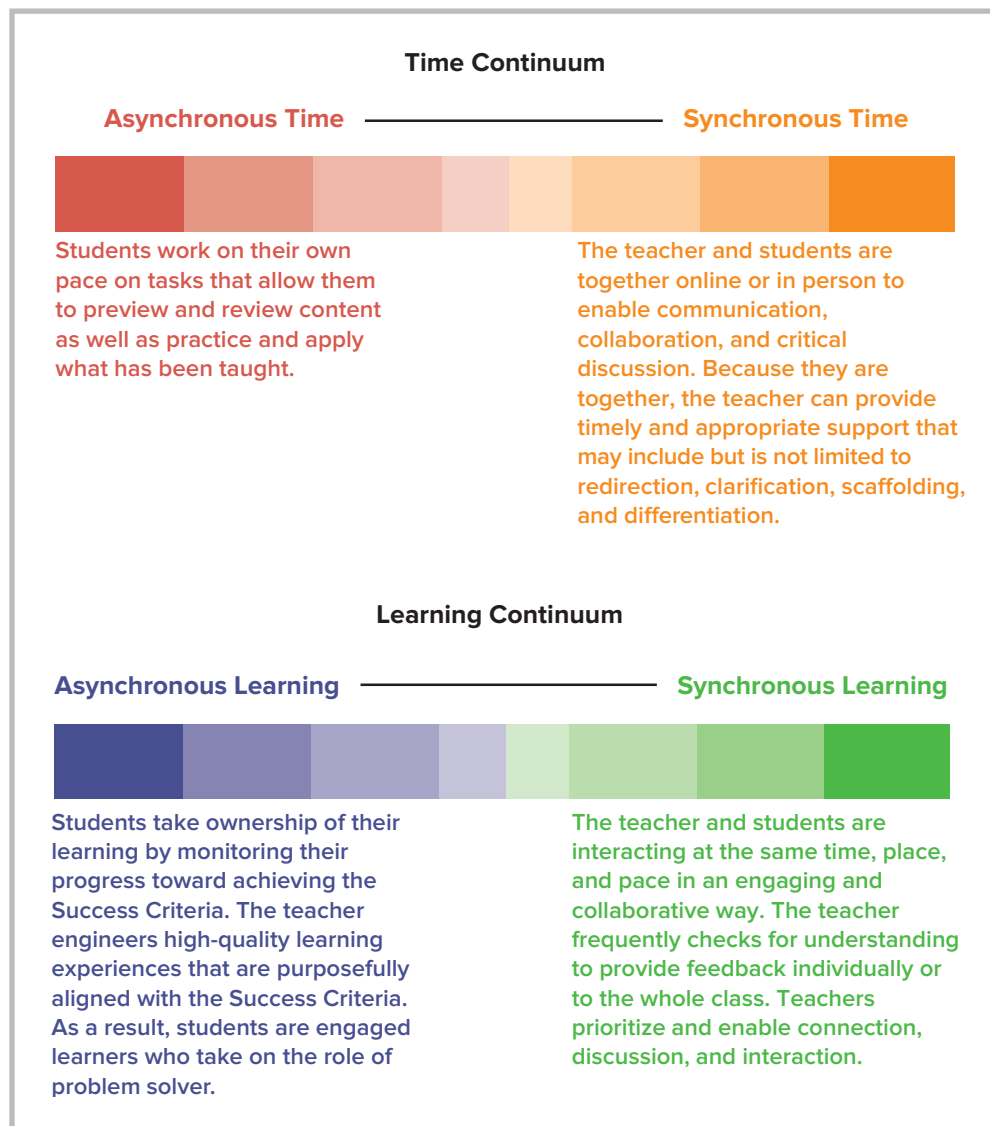 Time Continuum
Asynchronous Time
Synchronous Time
Students work on their own
pace on tasks that allow them
to preview and review content
as well as practice and apply
what has been taught.
The teacher and students are
together online or in person to
enable communication,
collaboration, and critical
discussion. Because they are
together, the teacher can provide
timely and appropriate support that
may include but is not limited to
redirection, clarification, scaffolding,
and differentiation.
Learning Continuum
Asynchronous Learning
Synchronous Learning
Students take ownership of their
learning by monitoring their
progress toward achieving the
Success Criteria. The teacher
engineers high-quality learning
experiences that are purposefully
aligned with the Success Criteria.
As a result, students are engaged
learners who take on the role of
problem solver.
The teacher and students are
interacting at the same time, place,
and pace in an engaging and
collaborative way. The teacher
frequently checks for understanding
to provide feedback individually or
to the whole class. Teachers
prioritize and enable connection,
discussion, and interaction.